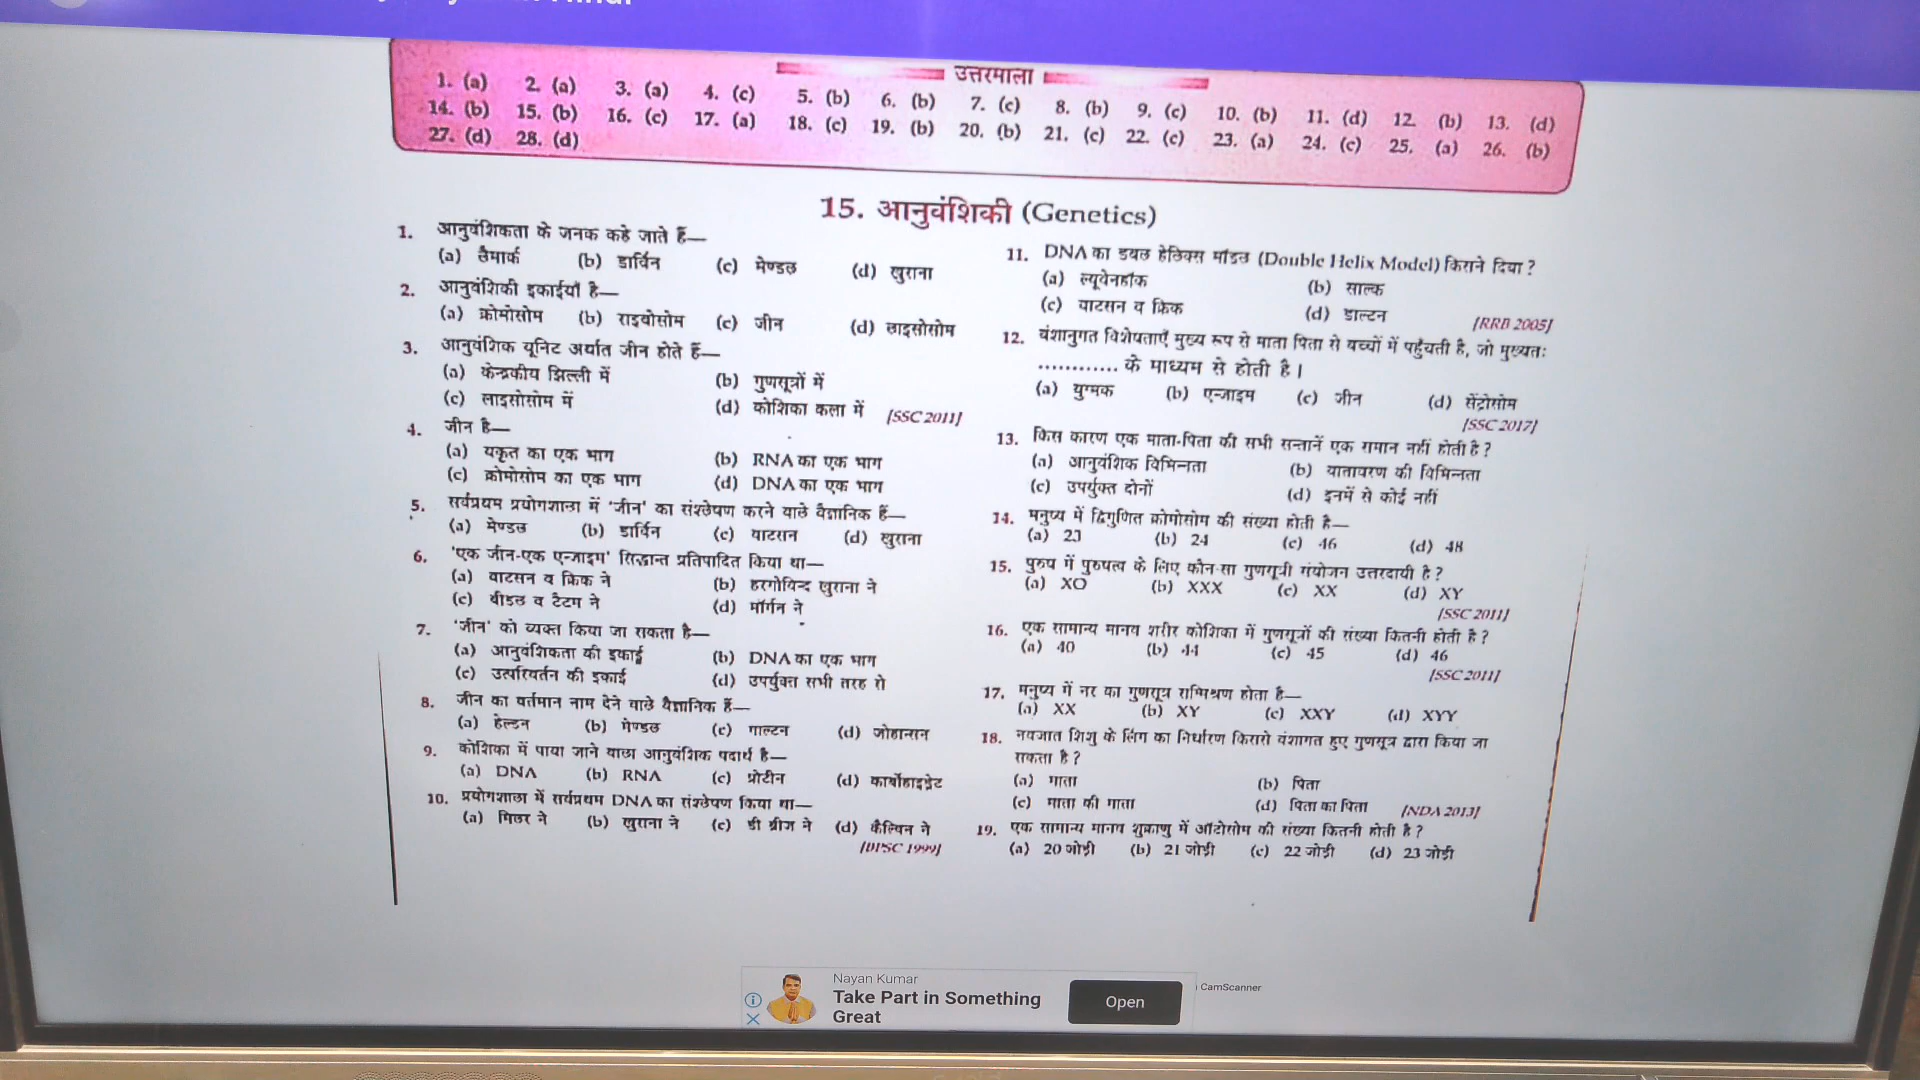 उत्तरमाला
1. (a) 2. (a) 3. (a) 4. (c) 5. (b) 6. (b) 7. (c) 8. (b) 9. (c) 10. (b) 11. (d) 12. (b) 13. (d)
14. (b) 15. (b) 16. (c) 17. (a) 18. (c) 19. (b) 20. (b) 21. (c) 22. (c) 23. (a) 24. (c) 25. (a) 26. (b)
27. (d) 28. (d)
15. आनुवंशिकी (Genetics)
1. आनुवंशिकता के जनक कहे जाते हैं—
(a) लैमार्क (b) डार्विन (c) मेण्डल (d) खुराना
2. आनुवंशिकी इकाईयाँ है—
(a) क्रोमोसोम (b) राइबोसोम (c) जीन (d) लाइसोसोम
3. आनुवंशिक यूनिट अर्थात जीन होते हैं—
(a) केन्द्रकीय झिल्ली में (b) गुणसूत्रों में
(c) लाइसोसोम में (d) कोशिका कला में [SSC 2011]
4. जीन है—
(a) यकृत का एक भाग (b) RNA का एक भाग
(c) क्रोमोसोम का एक भाग (d) DNA का एक भाग
5. सर्वप्रथम प्रयोगशाला में 'जीन' का संश्लेषण करने वाले वैज्ञानिक हैं—
(a) मेण्डल (b) डार्विन (c) वाटसन (d) खुराना
6. 'एक जीन-एक एन्जाइम' सिद्धान्त प्रतिपादित किया था—
(a) वाटसन व क्रिक ने (b) हरगोविन्द खुराना ने
(c) बीडल व टैटम ने (d) मॉर्गन ने
7. 'जीन' को व्यक्त किया जा सकता है—
(a) आनुवंशिकता की इकाई (b) DNA का एक भाग
(c) उत्परिवर्तन की इकाई (d) उपर्युक्त सभी तरह से
8. जीन का वर्तमान नाम देने वाले वैज्ञानिक हैं—
(a) हेल्डन (b) मेण्डल (c) गाल्टन (d) जोहान्सन
9. कोशिका में पाया जाने वाला आनुवंशिक पदार्थ है—
(a) DNA (b) RNA (c) प्रोटीन (d) कार्बोहाइड्रेट
10. प्रयोगशाला में सर्वप्रथम DNA का संश्लेषण किया था—
(a) मिलर ने (b) खुराना ने (c) डी ब्रीज ने (d) कैल्विन ने
1999]
11. DNA का डबल हेलिक्स मॉडल (Double Helix Model) किसने दिया ?
(a) ल्यूवेनहॉक (b) साल्क
(c) वाटसन व क्रिक (d) डाल्टन [RRB 2005]
12. वंशानुगत विशेषताएँ मुख्य रूप से माता पिता से बच्चों में पहुँचती है, जो मुख्यतः
............ के माध्यम से होती है।
(a) युग्मक (b) एन्जाइम (c) जीन (d) सेंट्रोसोम
[SSC 2017]
13. किस कारण एक माता-पिता की सभी सन्तानें एक समान नहीं होती है ?
(a) आनुवंशिक विभिन्नता (b) वातावरण की विभिन्नता
(c) उपर्युक्त दोनों (d) इनमें से कोई नहीं
14. मनुष्य में द्विगुणित क्रोमोसोम की संख्या होती है—
(a) 23 (b) 24 (c) 46 (d) 48
15. पुरुष में पुरुषत्व के लिए कौन-सा गुणसूत्री संयोजन उत्तरदायी है ?
(a) XO (b) XXX (c) XX (d) XY
[SSC 2011]
16. एक सामान्य मानव शरीर कोशिका में गुणसूत्रों की संख्या कितनी होती है ?
(a) 40 (b) 44 (c) 45 (d) 46
[SSC 2011]
17. मनुष्य में नर का गुणसूत्र सम्मिश्रण होता है—
(a) XX (b) XY (c) XXY (d) XYY
18. नवजात शिशु के लिंग का निर्धारण किससे वंशागत हुए गुणसूत्र द्वारा किया जा
सकता है ?
(a) माता (b) पिता
(c) माता की माता (d) पिता का पिता [NDA 2013]
19. एक सामान्य मानव शुक्राणु में ऑटोसोम की संख्या कितनी होती है ?
(a) 20 जोड़ी (b) 21 जोड़ी (c) 22 जोड़ी (d) 23 जोड़ी
Nayan Kumar
Take Part in Something
Great
Open
CamScanner